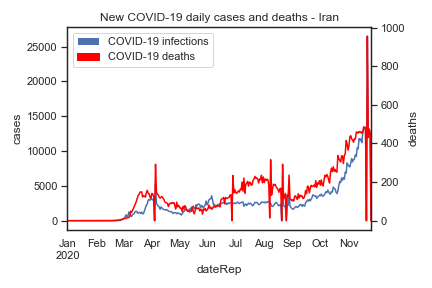 New COVID-19 daily cases and deaths - Iran
COVID-19 infections
COVID-19 deaths
25000
20000
15000
10000
5000
0
cases
1000
800
600
400
200
0
deaths
Jan Feb Mar Apr May Jun Jul Aug Sep Oct Nov
2020
dateRep